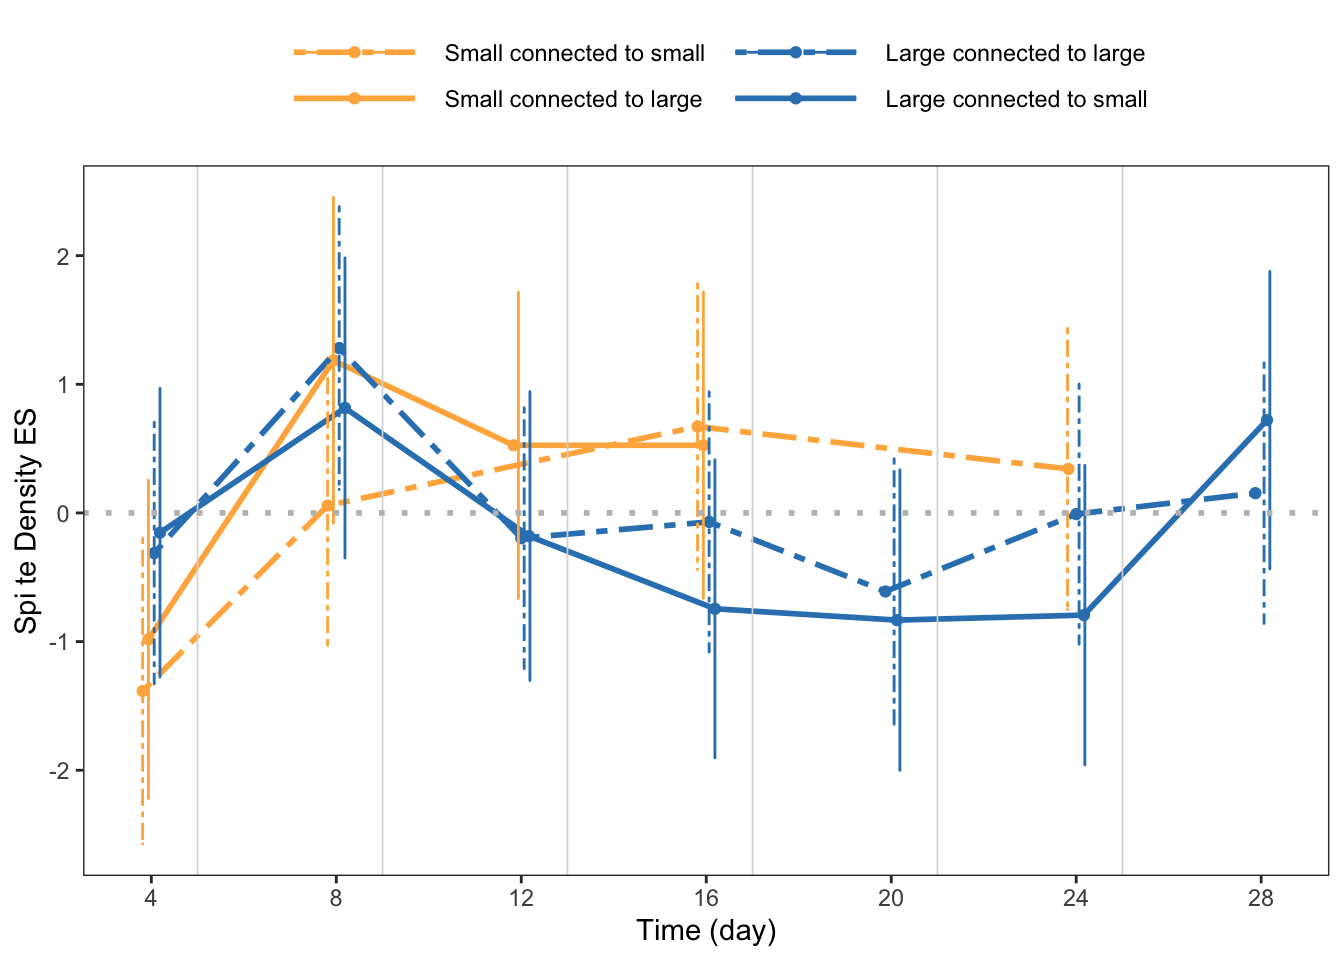 Small connected to small Large connected to large
Small connected to large Large connected to small
Spi te Density ES
2
1
0
-1
-2
4 8 12 16 20 24 28
Time (day)